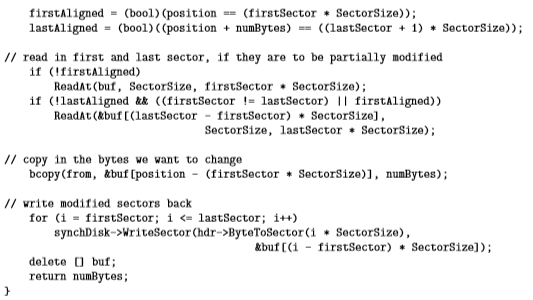 firstAligned = (bool)(position == (firstSector * SectorSize));
lastAligned = (bool)((position + numBytes) == ((lastSector + 1) * SectorSize));
// read in first and last sector, if they are to be partially modified
if (!firstAligned)
ReadAt(buf, SectorSize, firstSector * SectorSize);
if (!lastAligned && ((firstSector != lastSector) || firstAligned))
ReadAt(&buf[(lastSector - firstSector) * SectorSize],
SectorSize, lastSector * SectorSize);
// copy in the bytes we want to change
bcopy(from, &buf[position - (firstSector * SectorSize)], numBytes);
// write modified sectors back
for (i = firstSector; i <= lastSector; i++)
synchDisk->WriteSector(hdr->ByteToSector(i * SectorSize),
&buf[(i - firstSector) * SectorSize]);
delete [] buf;
return numBytes;
}